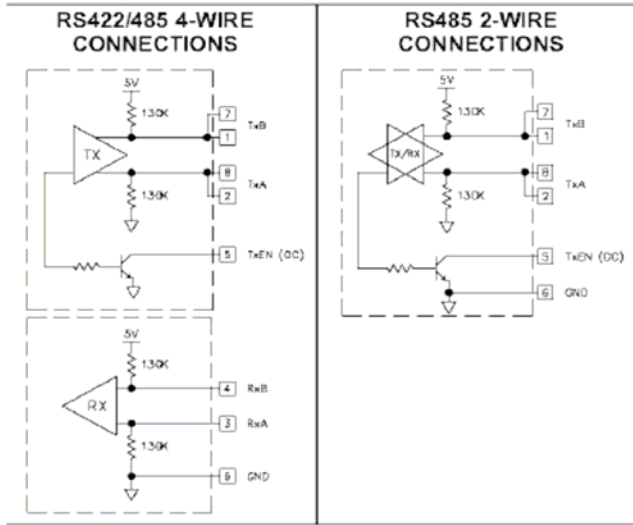 RS422/485 4-WIRE
CONNECTIONS
5V
130K
7
TxB
1
TX
8
TxA
2
130K
5 TxEN (OC)
5V
130K
4 RxB
RX
3 RxA
130K
6 GND
RS485 2-WIRE
CONNECTIONS
5V
130K
7
TxB
1
TX/RX
8
TxA
2
130K
5 TxEN (OC)
6 GND